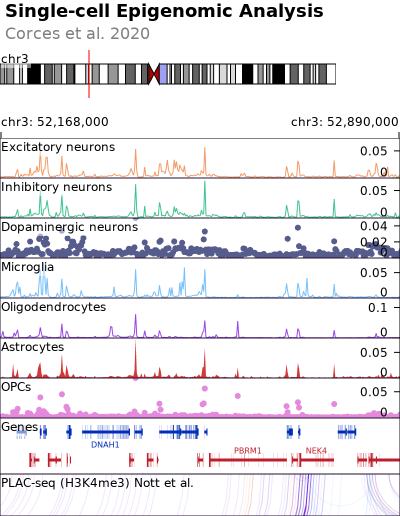 Single-cell Epigenomic Analysis
Corces et al. 2020
chr3
chr3: 52,168,000 chr3: 52,890,000
Excitatory neurons
0.05
0
Inhibitory neurons
0.05
0
Dopaminergic neurons
0.04
0.02
0
Microglia
0.05
0
Oligodendrocytes
0.1
0
Astrocytes
0.05
0
OPCs
0.05
0
Genes
DNAH1
PBRM1
NEK4
PLAC-seq (H3K4me3) Nott et al.